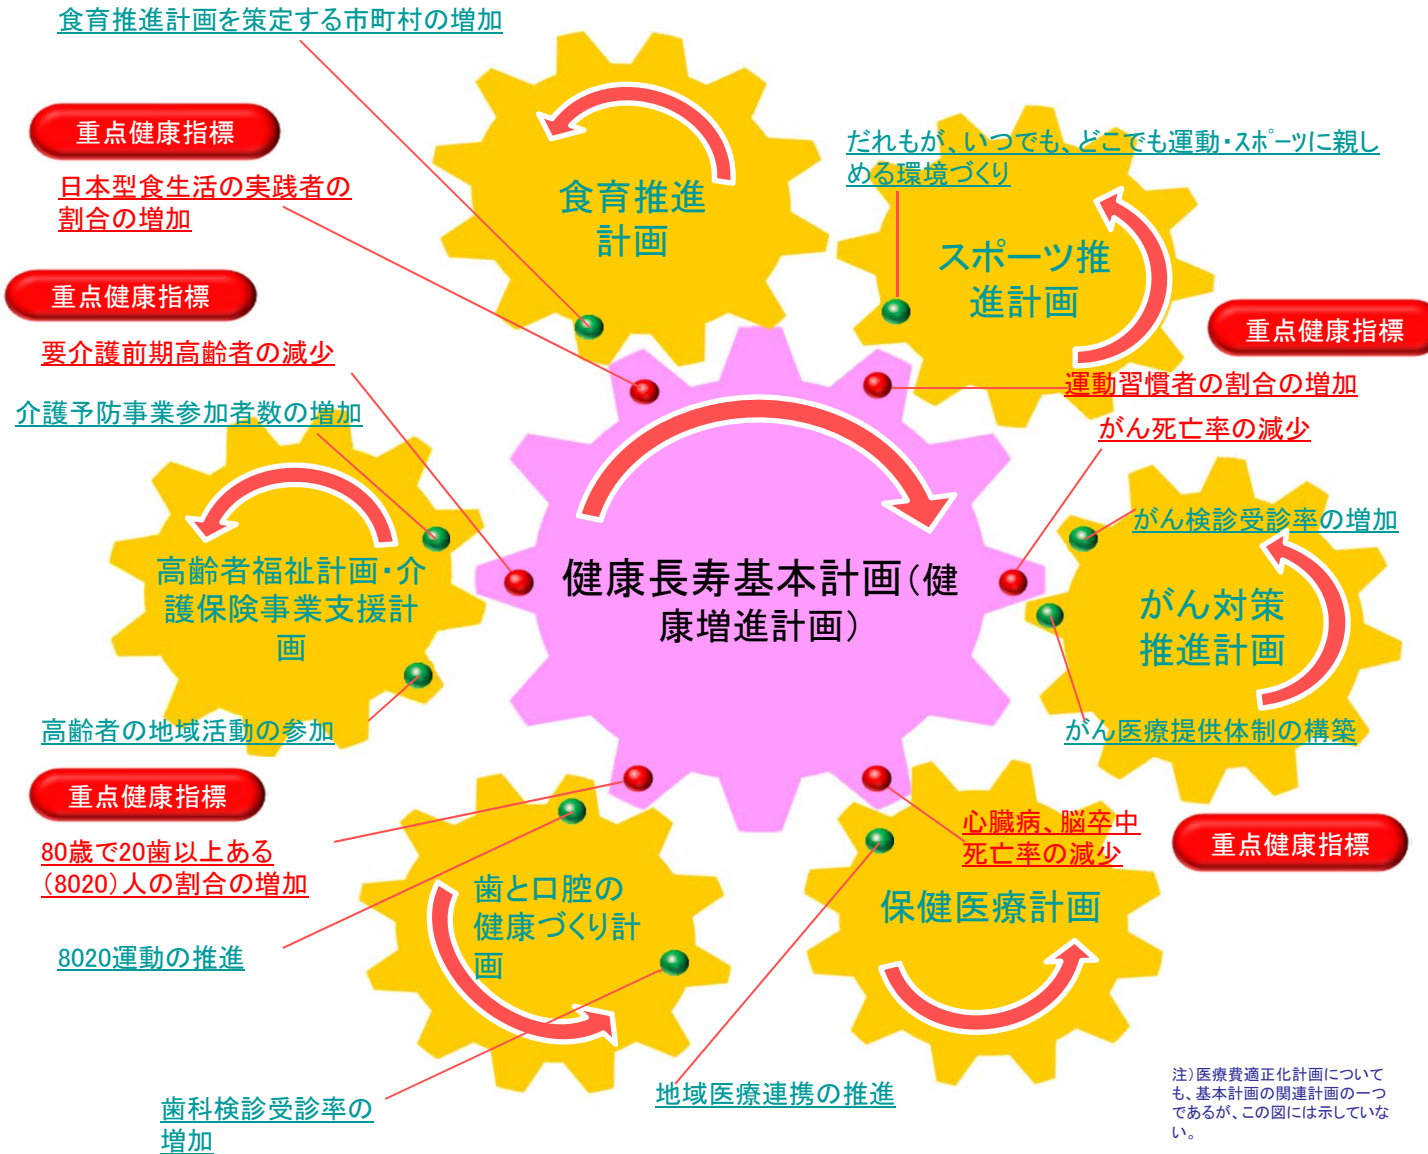 食育推進計画を策定する市町村の増加
重点健康指標
日本型食生活の実践者の
割合の増加
食育推進
計画
だれもが、いつでも、どこでも運動・スポーツに親し
める環境づくり
スポーツ推
進計画
重点健康指標
要介護前期高齢者の減少
重点健康指標
運動習慣者の割合の増加
介護予防事業参加者数の増加
がん死亡率の減少
がん検診受診率の増加
高齢者福祉計画・介
護保険事業支援計
画
健康長寿基本計画(健
康増進計画)
がん対策
推進計画
高齢者の地域活動の参加
がん医療提供体制の構築
重点健康指標
80歳で20歯以上ある
(8020)人の割合の増加
心臓病、脳卒中
死亡率の減少
重点健康指標
歯と口腔の
健康づくり計
画
保健医療計画
8020運動の推進
地域医療連携の推進
歯科検診受診率の
増加
注)医療費適正化計画について
も、基本計画の関連計画の一つ
であるが、この図には示していな
い。